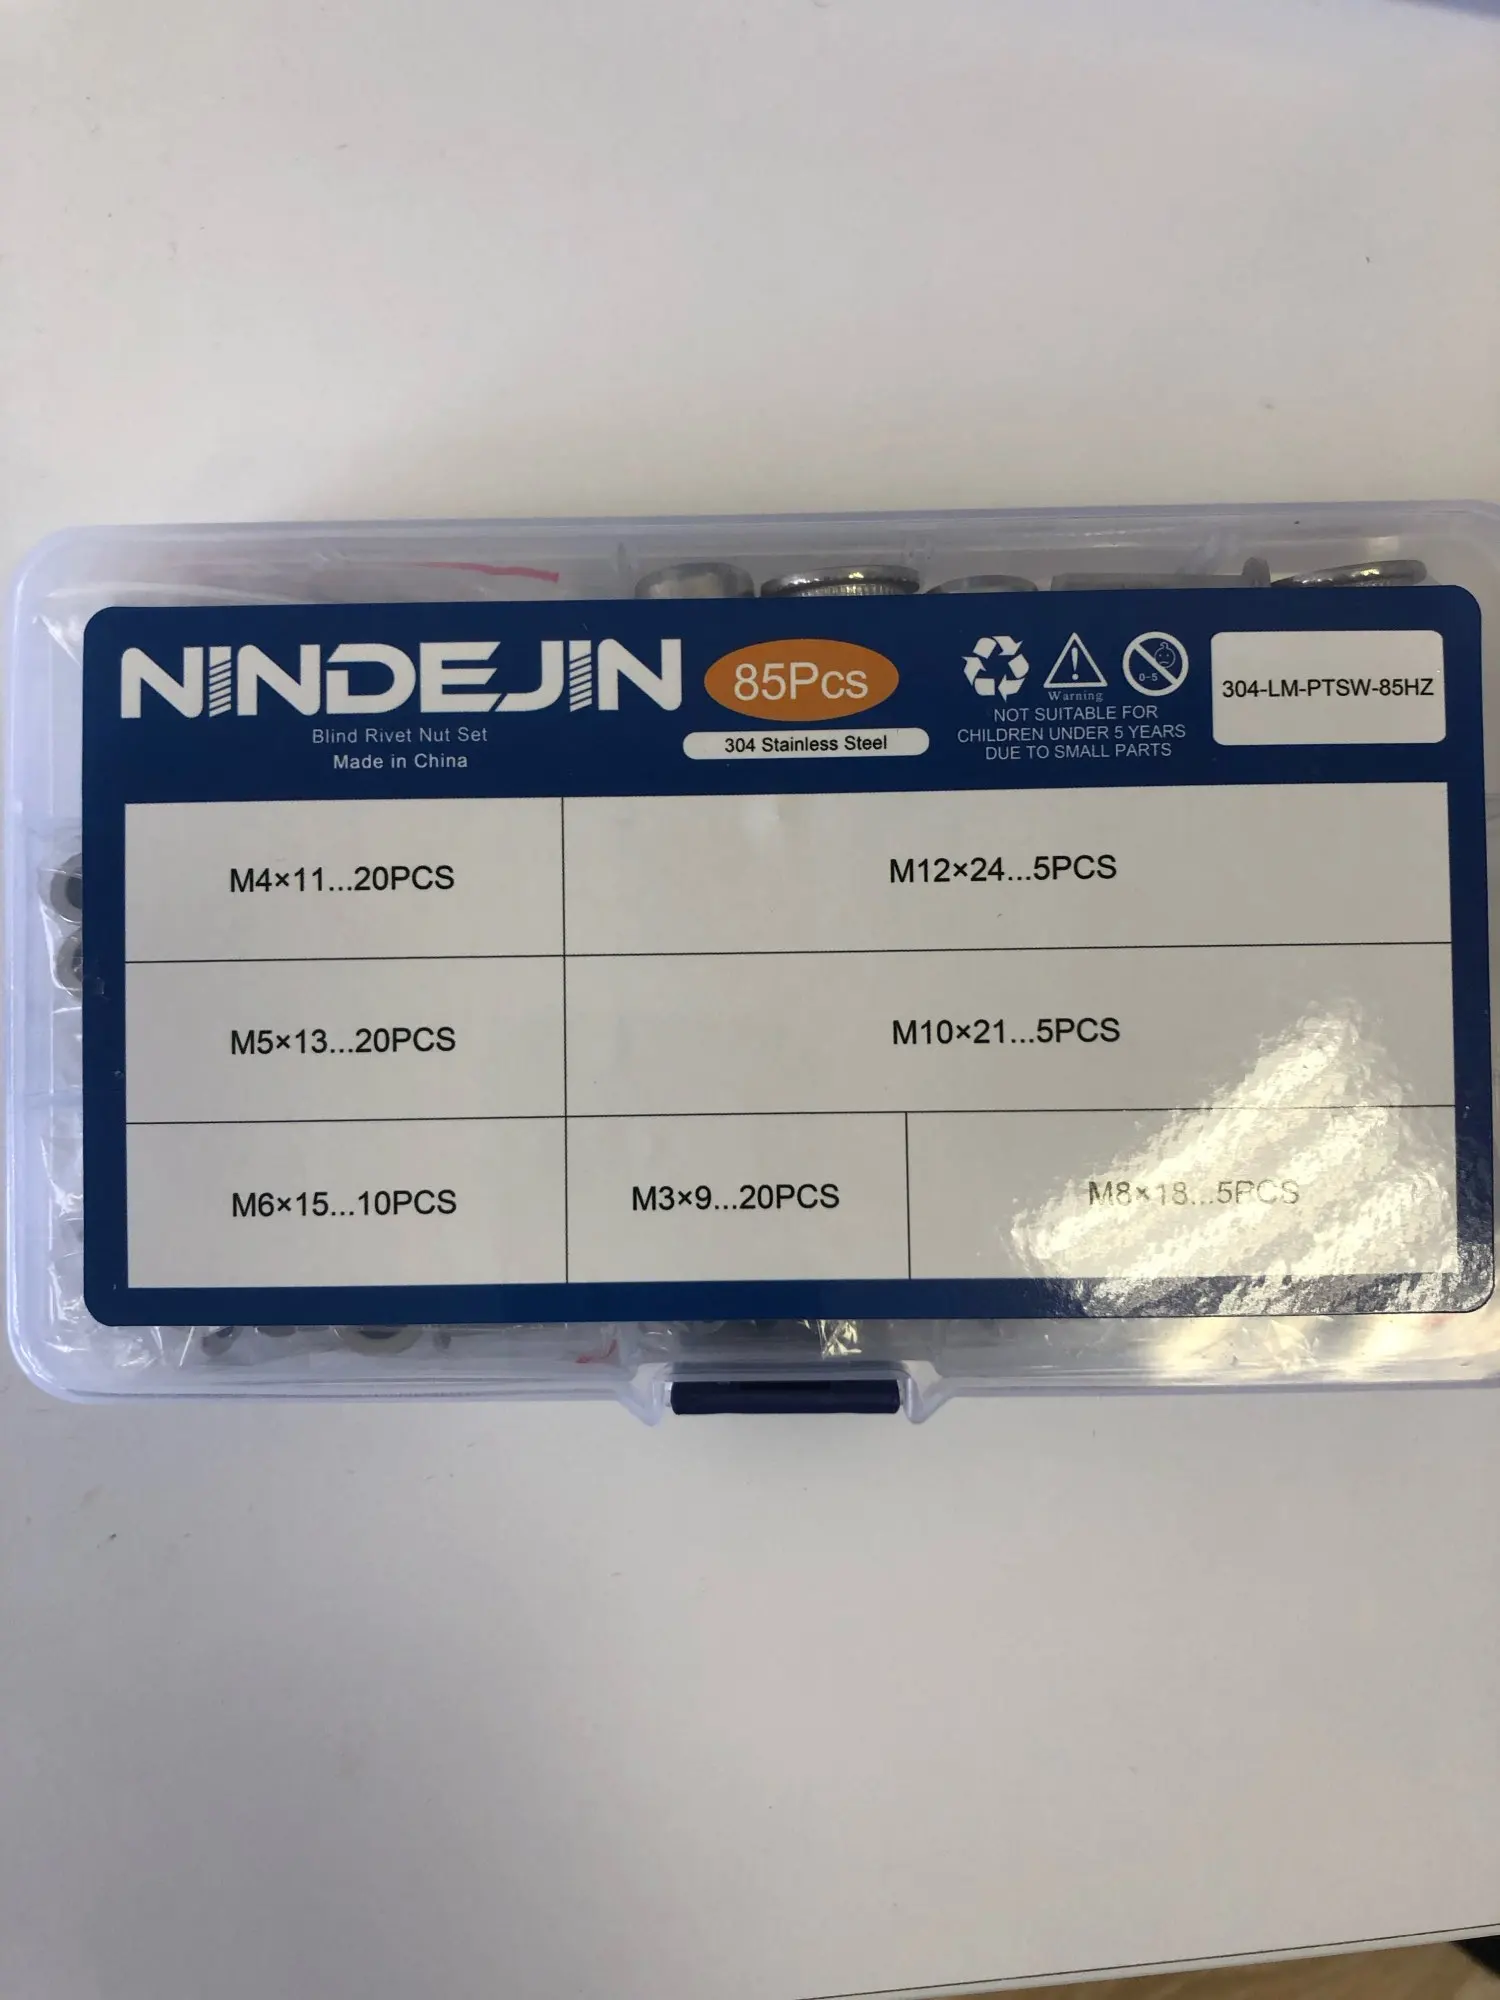 NINDEJIN
Blind Rivet Nut Set
Made in China
85Pcs
304 Stainless Steel
Warning
0-5
NOT SUITABLE FOR
CHILDREN UNDER 5 YEARS
DUE TO SMALL PARTS
304-LM-PTSW-85HZ
M4×11...20PCS
M12×24...5PCS
M5×13...20PCS
M10×21...5PCS
M6×15...10PCS
M3×9...20PCS
M8×18...5PCS